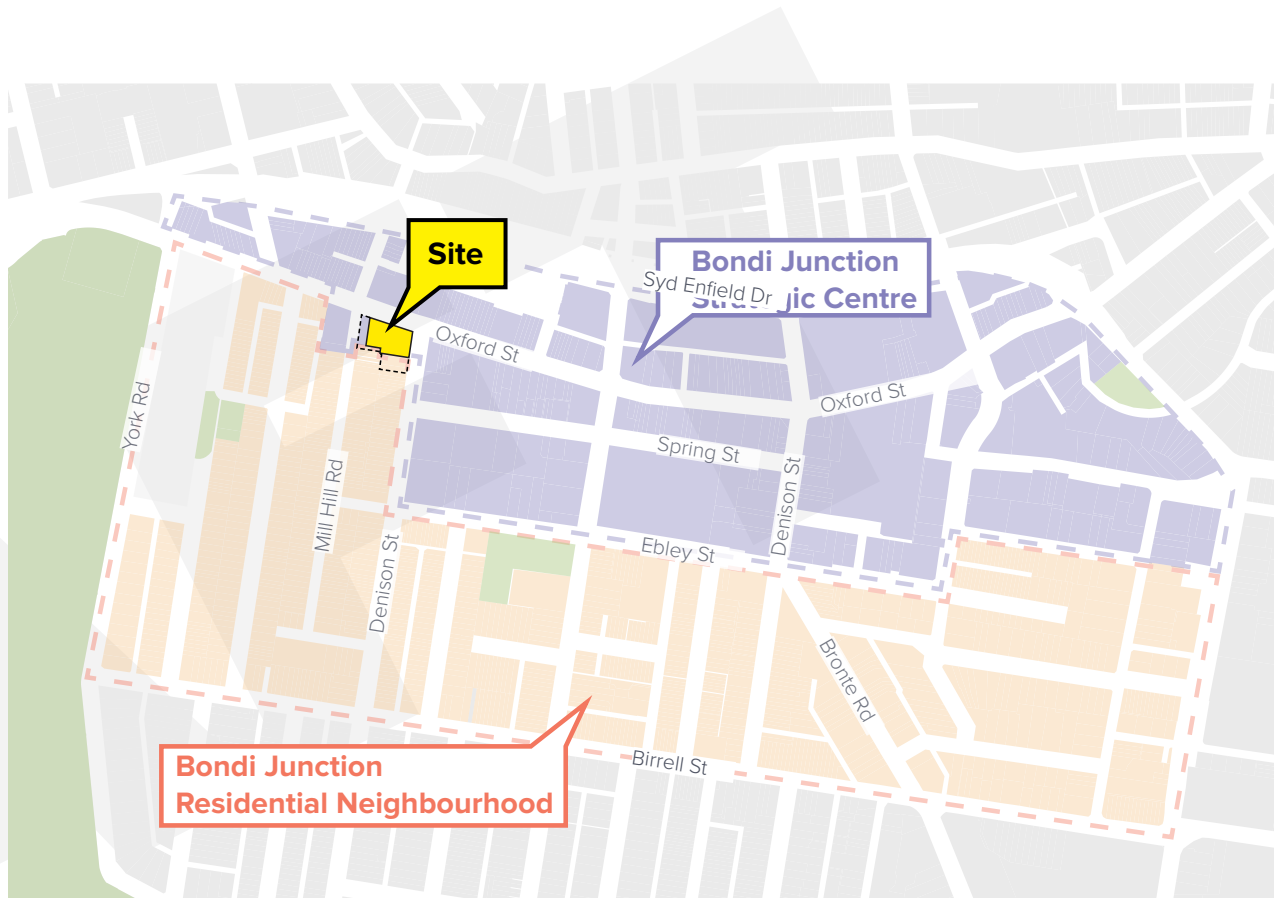 Site
Bondi Junction
Syd Enfield Dr
Strategic Centre
Oxford St
Oxford St
York Rd
Spring St
Mill Hill Rd
Denison St
Ebley St
Denison St
Bronte Rd
Birrell St
Bondi Junction
Residential Neighbourhood